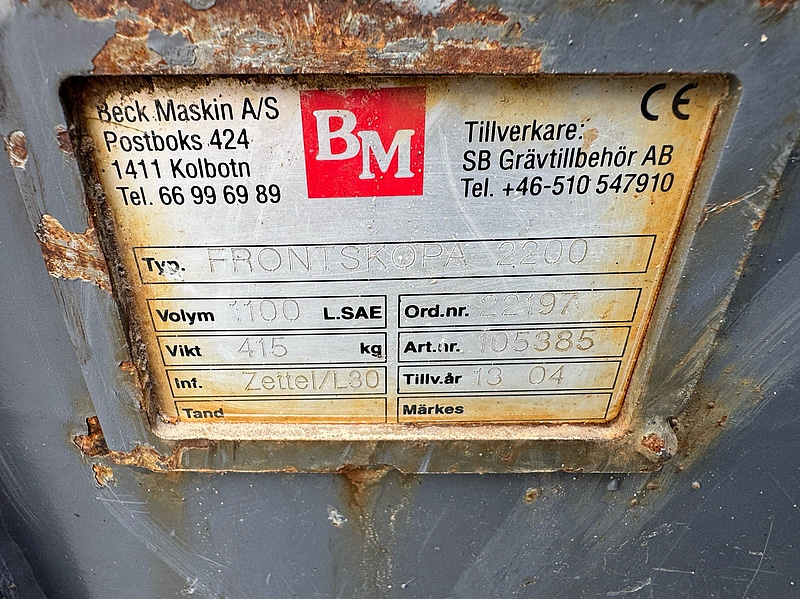 Beck Maskin A/S
Postboks 424
1411 Kolbotn
Tel. 66 99 69 89
BM
CE
Tillverkare:
SB Grävtillbehör AB
Tel. +46-510 547910
Typ. FRONTSKOPA 2200
Volym 1100 L.SAE
Ord.nr. 22197
Vikt 415 kg
Art.nr. 105385
Inf. Zettel/L30
Tillv.år 13 04
Tand
Märkes